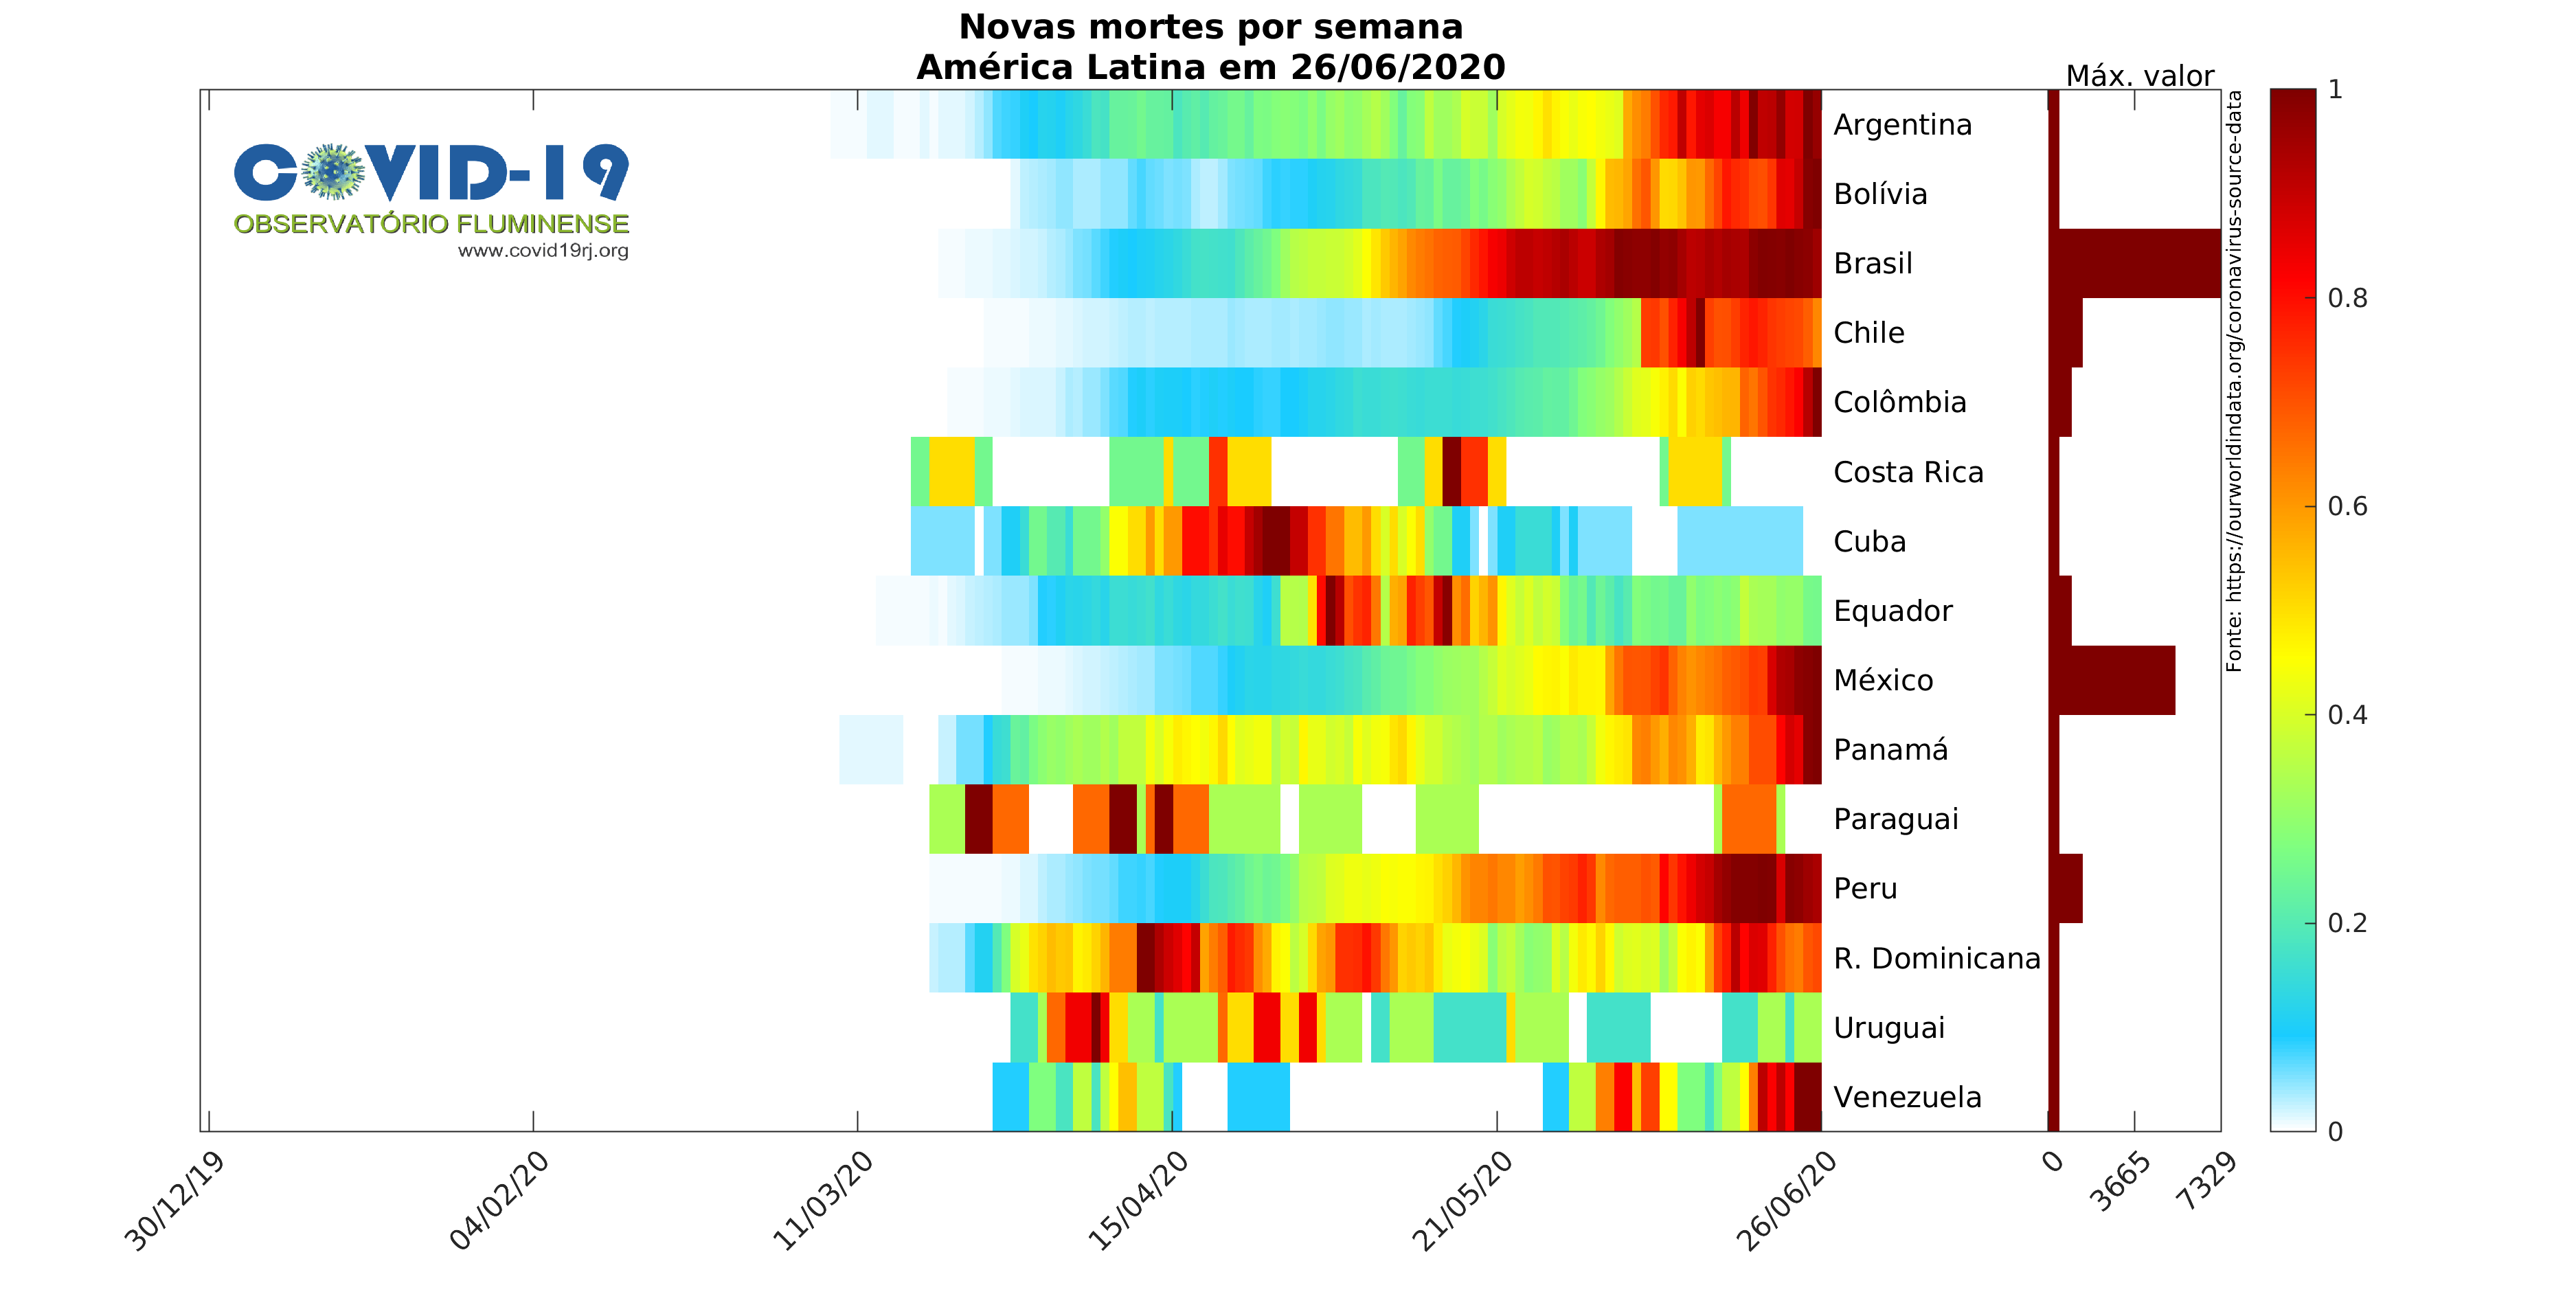 Novas mortes por semana
América Latina em 26/06/2020
Máx. valor
COVID-19
OBSERVATÓRIO FLUMINENSE
www.covid19rj.org
Argentina
Bolívia
Brasil
Chile
Colômbia
Costa Rica
Cuba
Equador
México
Panamá
Paraguai
Peru
R. Dominicana
Uruguai
Venezuela
Fonte: https://ourworldindata.org/coronavirus-source-data
1
0.8
0.6
0.4
0.2
0
30/12/19
04/02/20
11/03/20
15/04/20
21/05/20
26/06/20
0
3665
7329